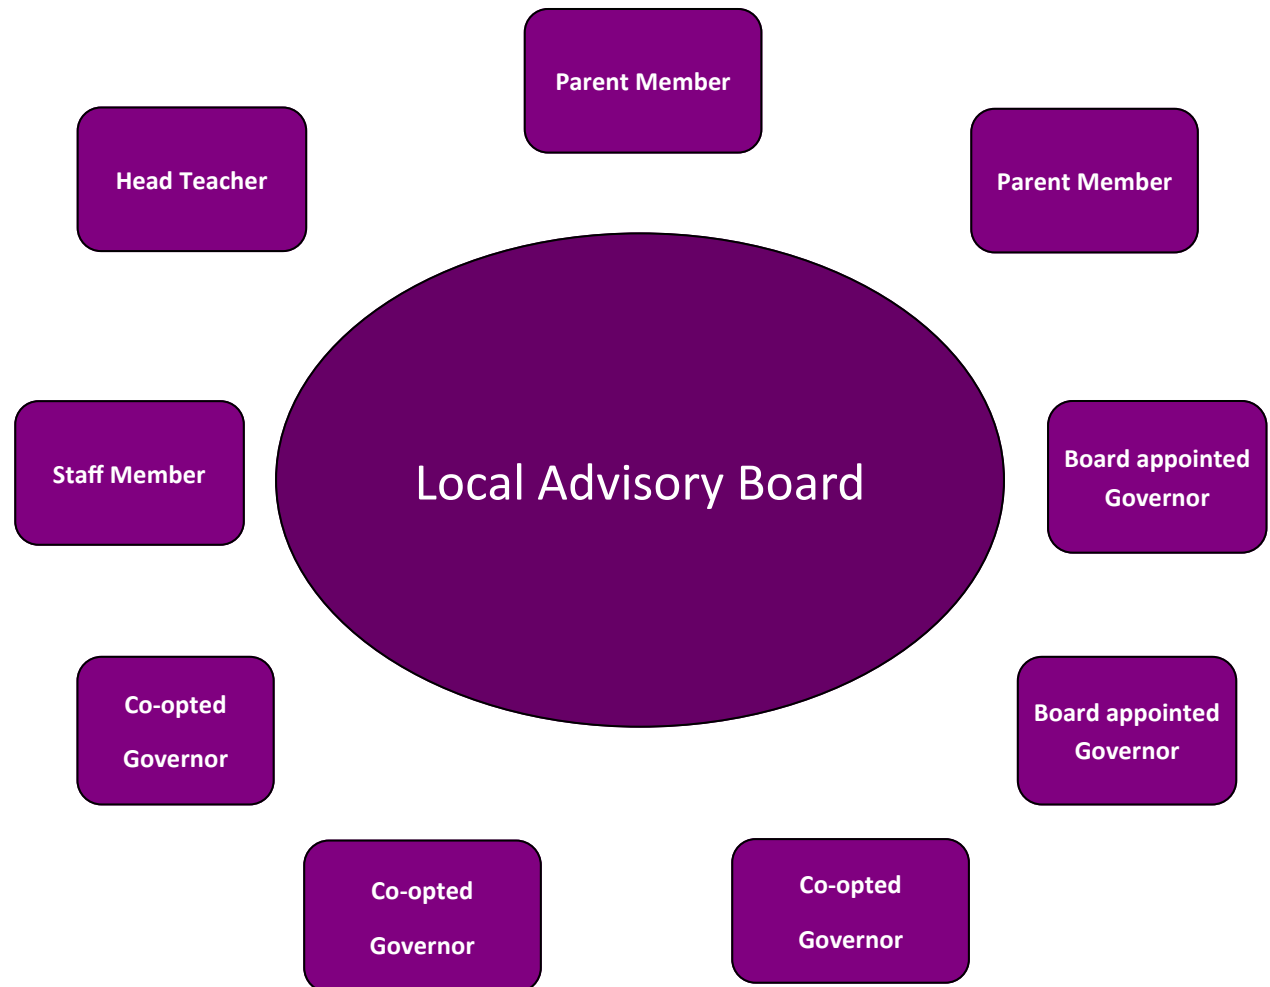 Parent Member
Head Teacher
Parent Member
Staff Member
Local Advisory Board
Board appointed
Governor
Co-opted
Governor
Board appointed
Governor
Co-opted
Governor
Co-opted
Governor